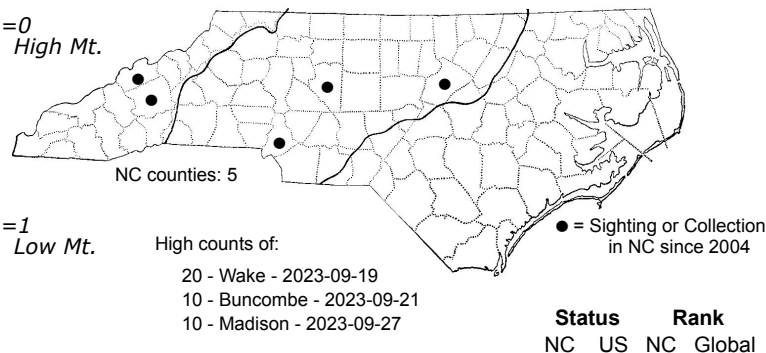 =0
High Mt.
NC counties: 5
=1
Low Mt.
High counts of:
20 - Wake - 2023-09-19
10 - Buncombe - 2023-09-21
10 - Madison - 2023-09-27
● = Sighting or Collection
in NC since 2004
Status Rank
NC US NC Global